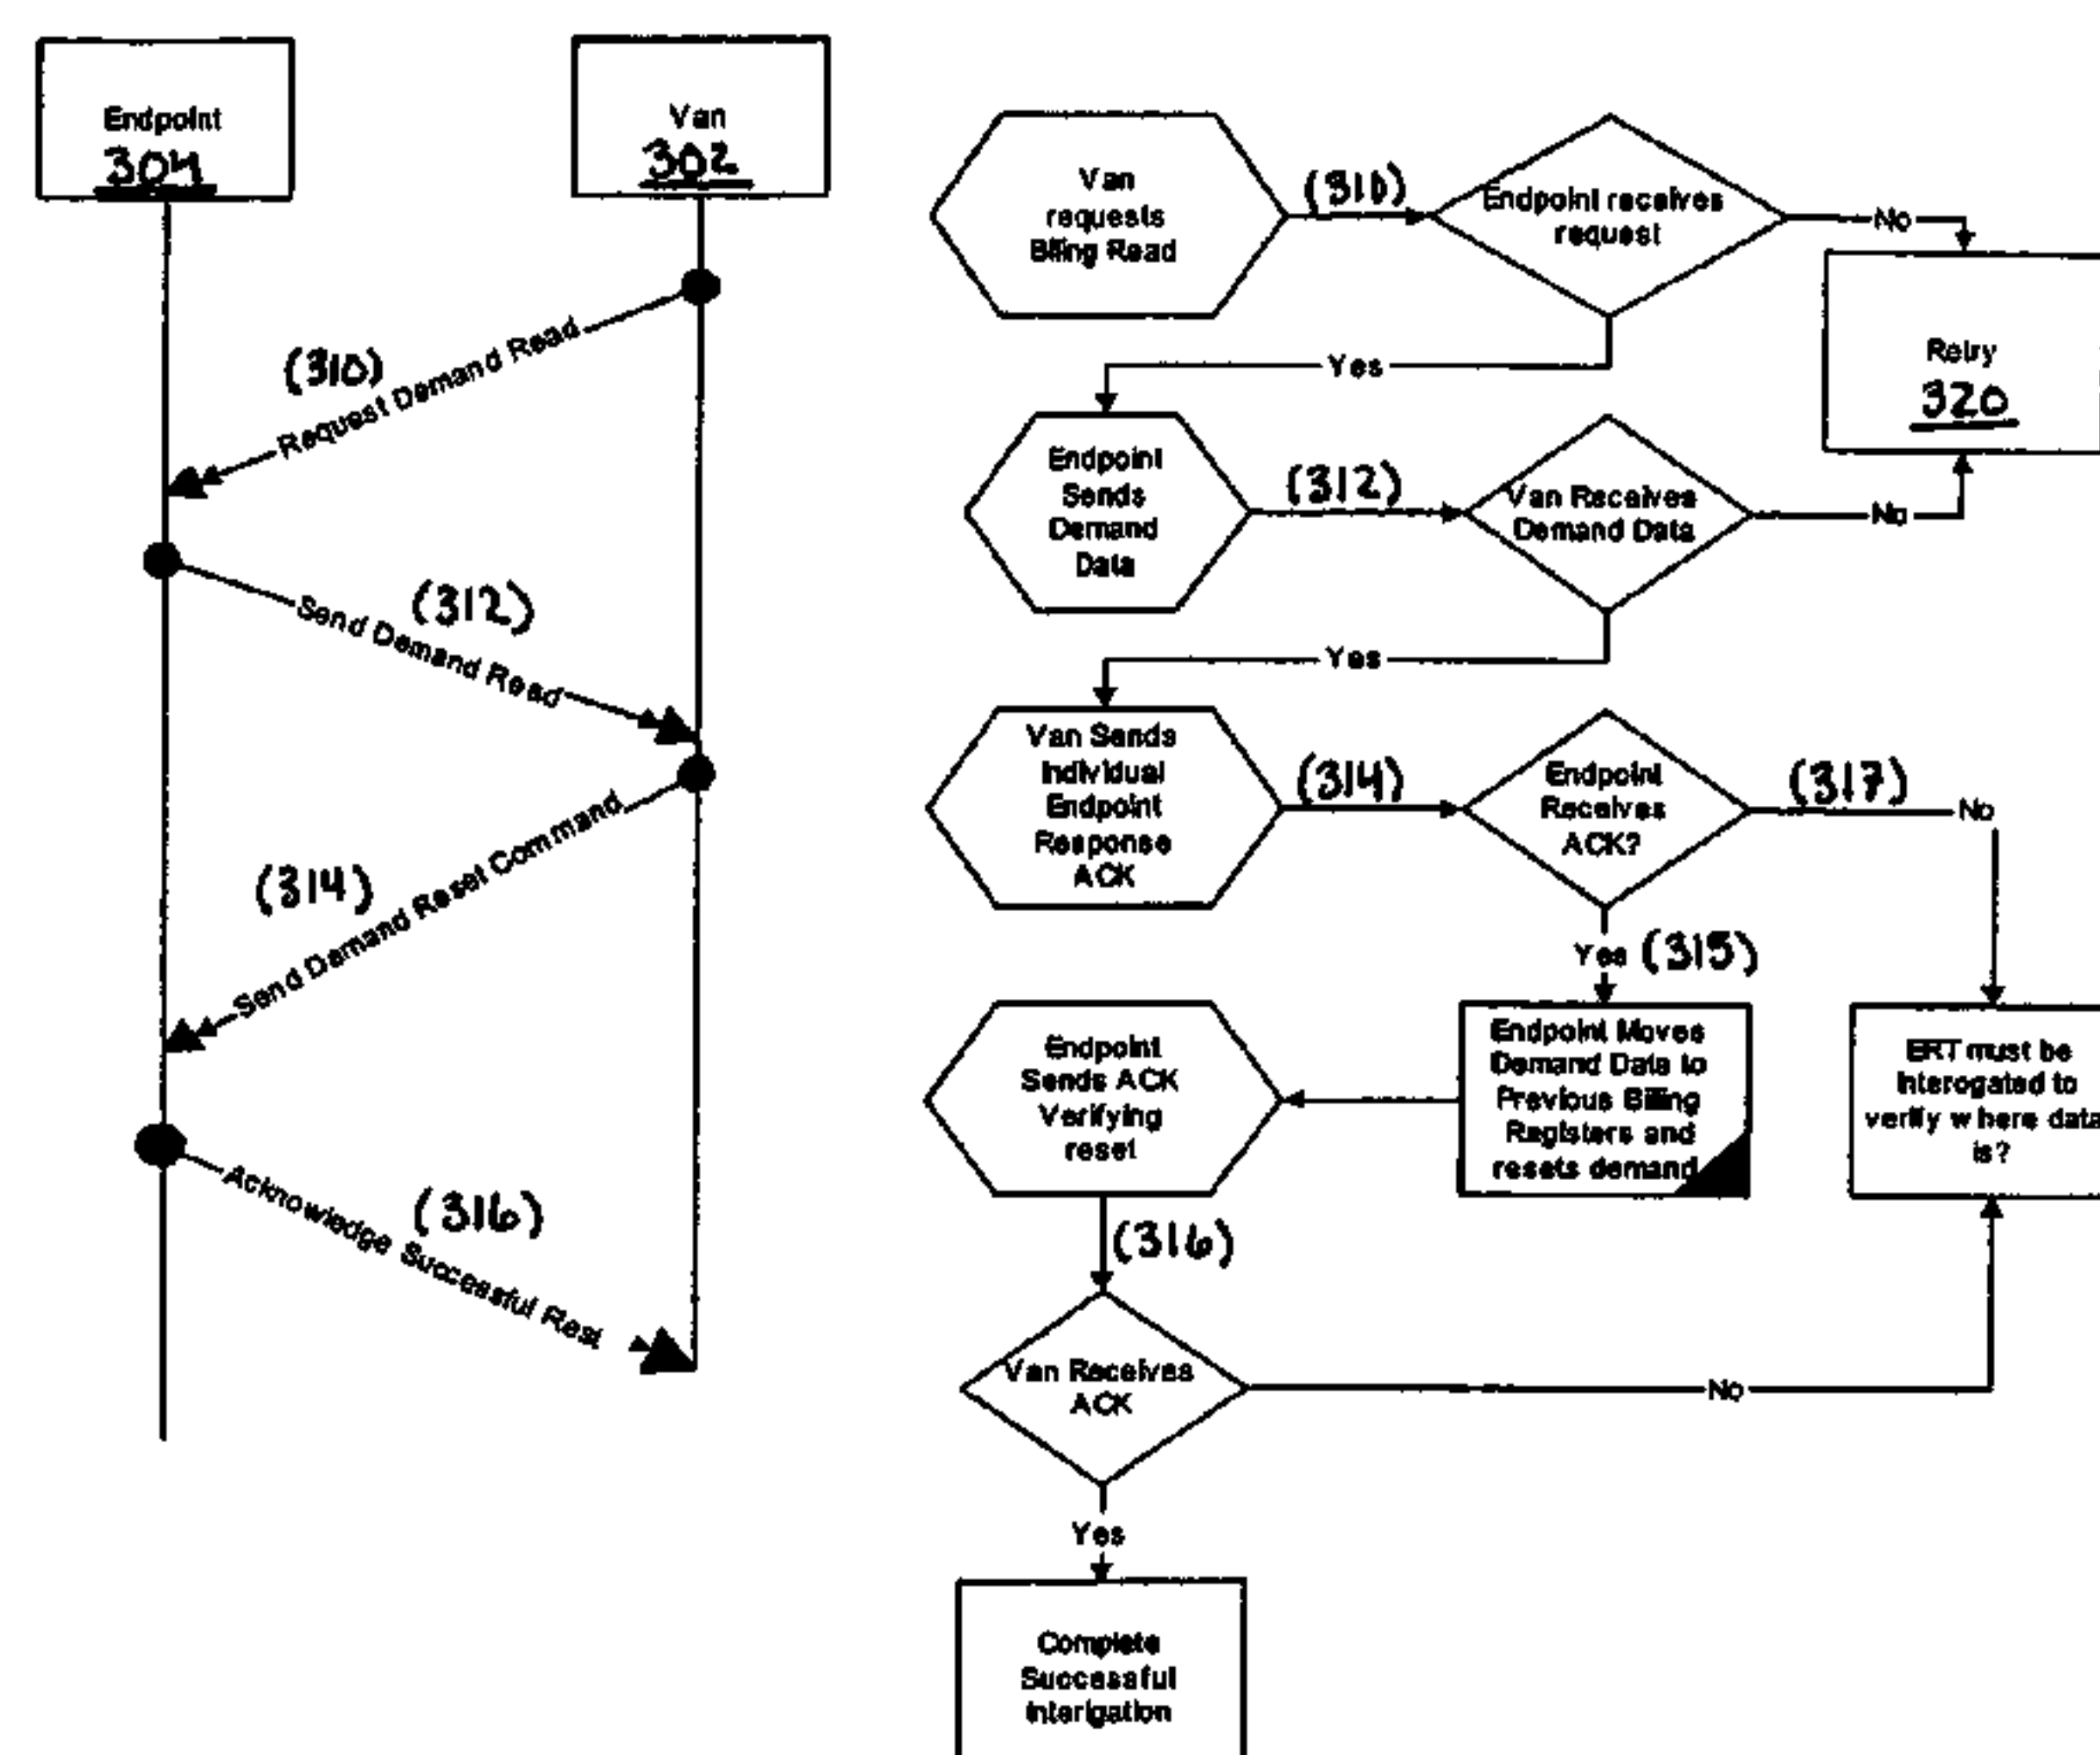 Endpoint
304
Van
302
(310)
Request Demand Read
(312)
Send Demand Read
(314)
Send Demand Reset Command
(316)
Acknowledge Successful Rest
Van
requests
Billing Read
(310)
Endpoint receives
request
No
Retry
320
Yes
Endpoint
Sends
Demand
Data
(312)
Van Receives
Demand Data
No
Yes
Van Sends
Individual
Endpoint
Response
ACK
(314)
Endpoint
Receives
ACK?
(317)
No
Yes (315)
Endpoint Moves
Demand Data to
Previous Billing
Registers and
resets demand
ERT must be
interogated to
verify where data
is?
Endpoint
Sends ACK
Verifying
reset
(316)
Van Receives
ACK
No
Yes
Complete
Successful
Interigation